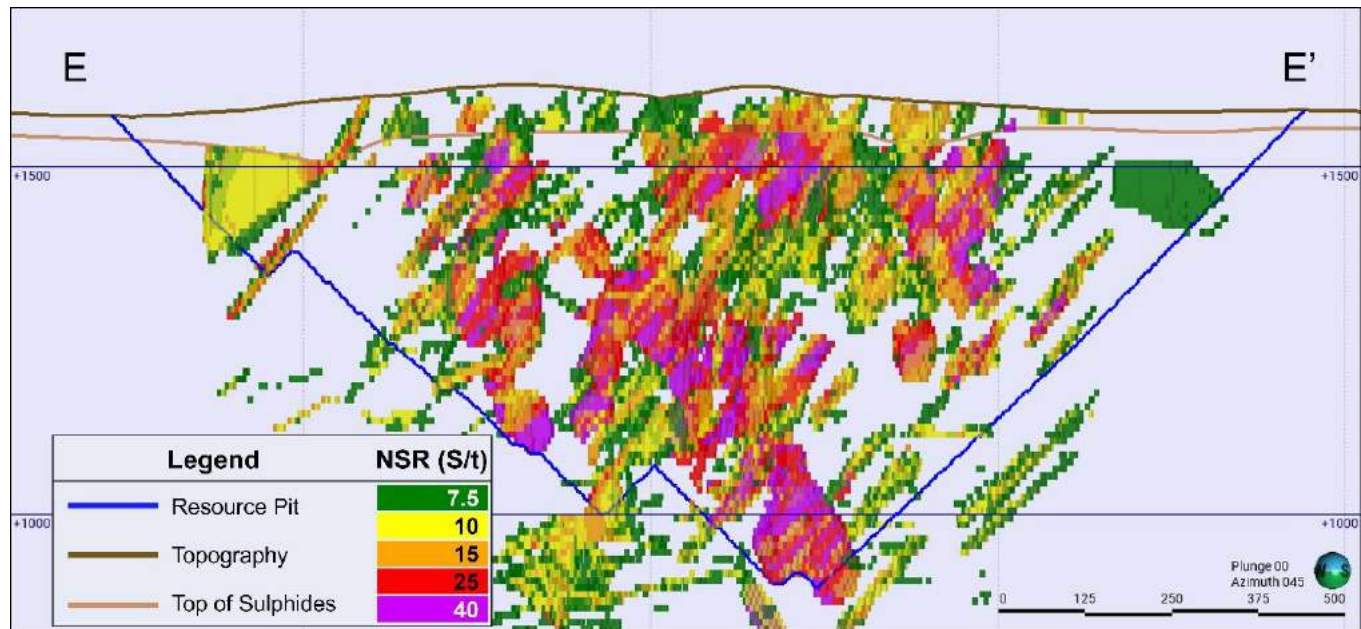 E E'
+1500 +1500
Legend NSR (S/t)
Resource Pit 7.5
10
Topography 15
25
Top of Sulphides 40
+1000 +1000
Plunge 00
Azimuth 045
0 125 250 375 500